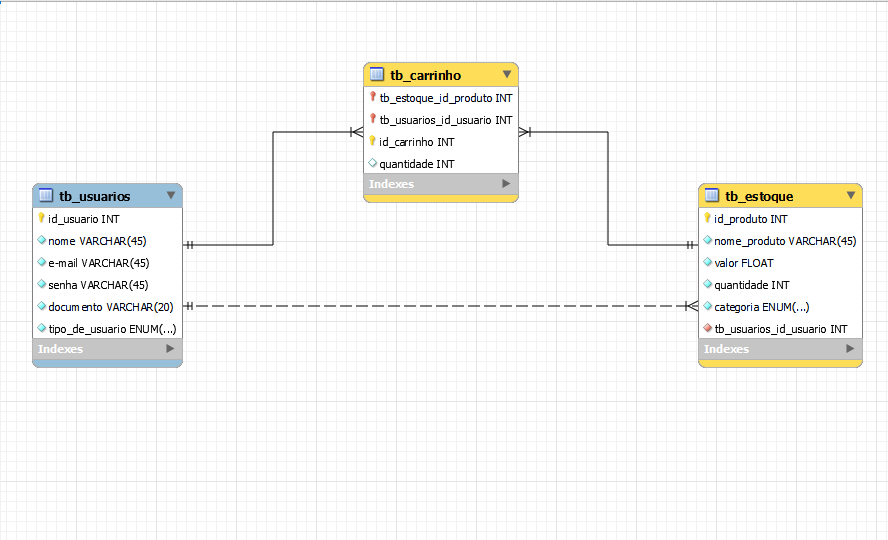 tb_carrinho
tb_estoque_id_produto INT
tb_usuarios_id_usuario INT
id_carrinho INT
quantidade INT
Indexes
tb_usuarios
id_usuario INT
nome VARCHAR(45)
e-mail VARCHAR(45)
senha VARCHAR(45)
documento VARCHAR(20)
tipo_de_usuario ENUM(...)
Indexes
tb_estoque
id_produto INT
nome_produto VARCHAR(45)
valor FLOAT
quantidade INT
categoria ENUM(...)
tb_usuarios_id_usuario INT
Indexes